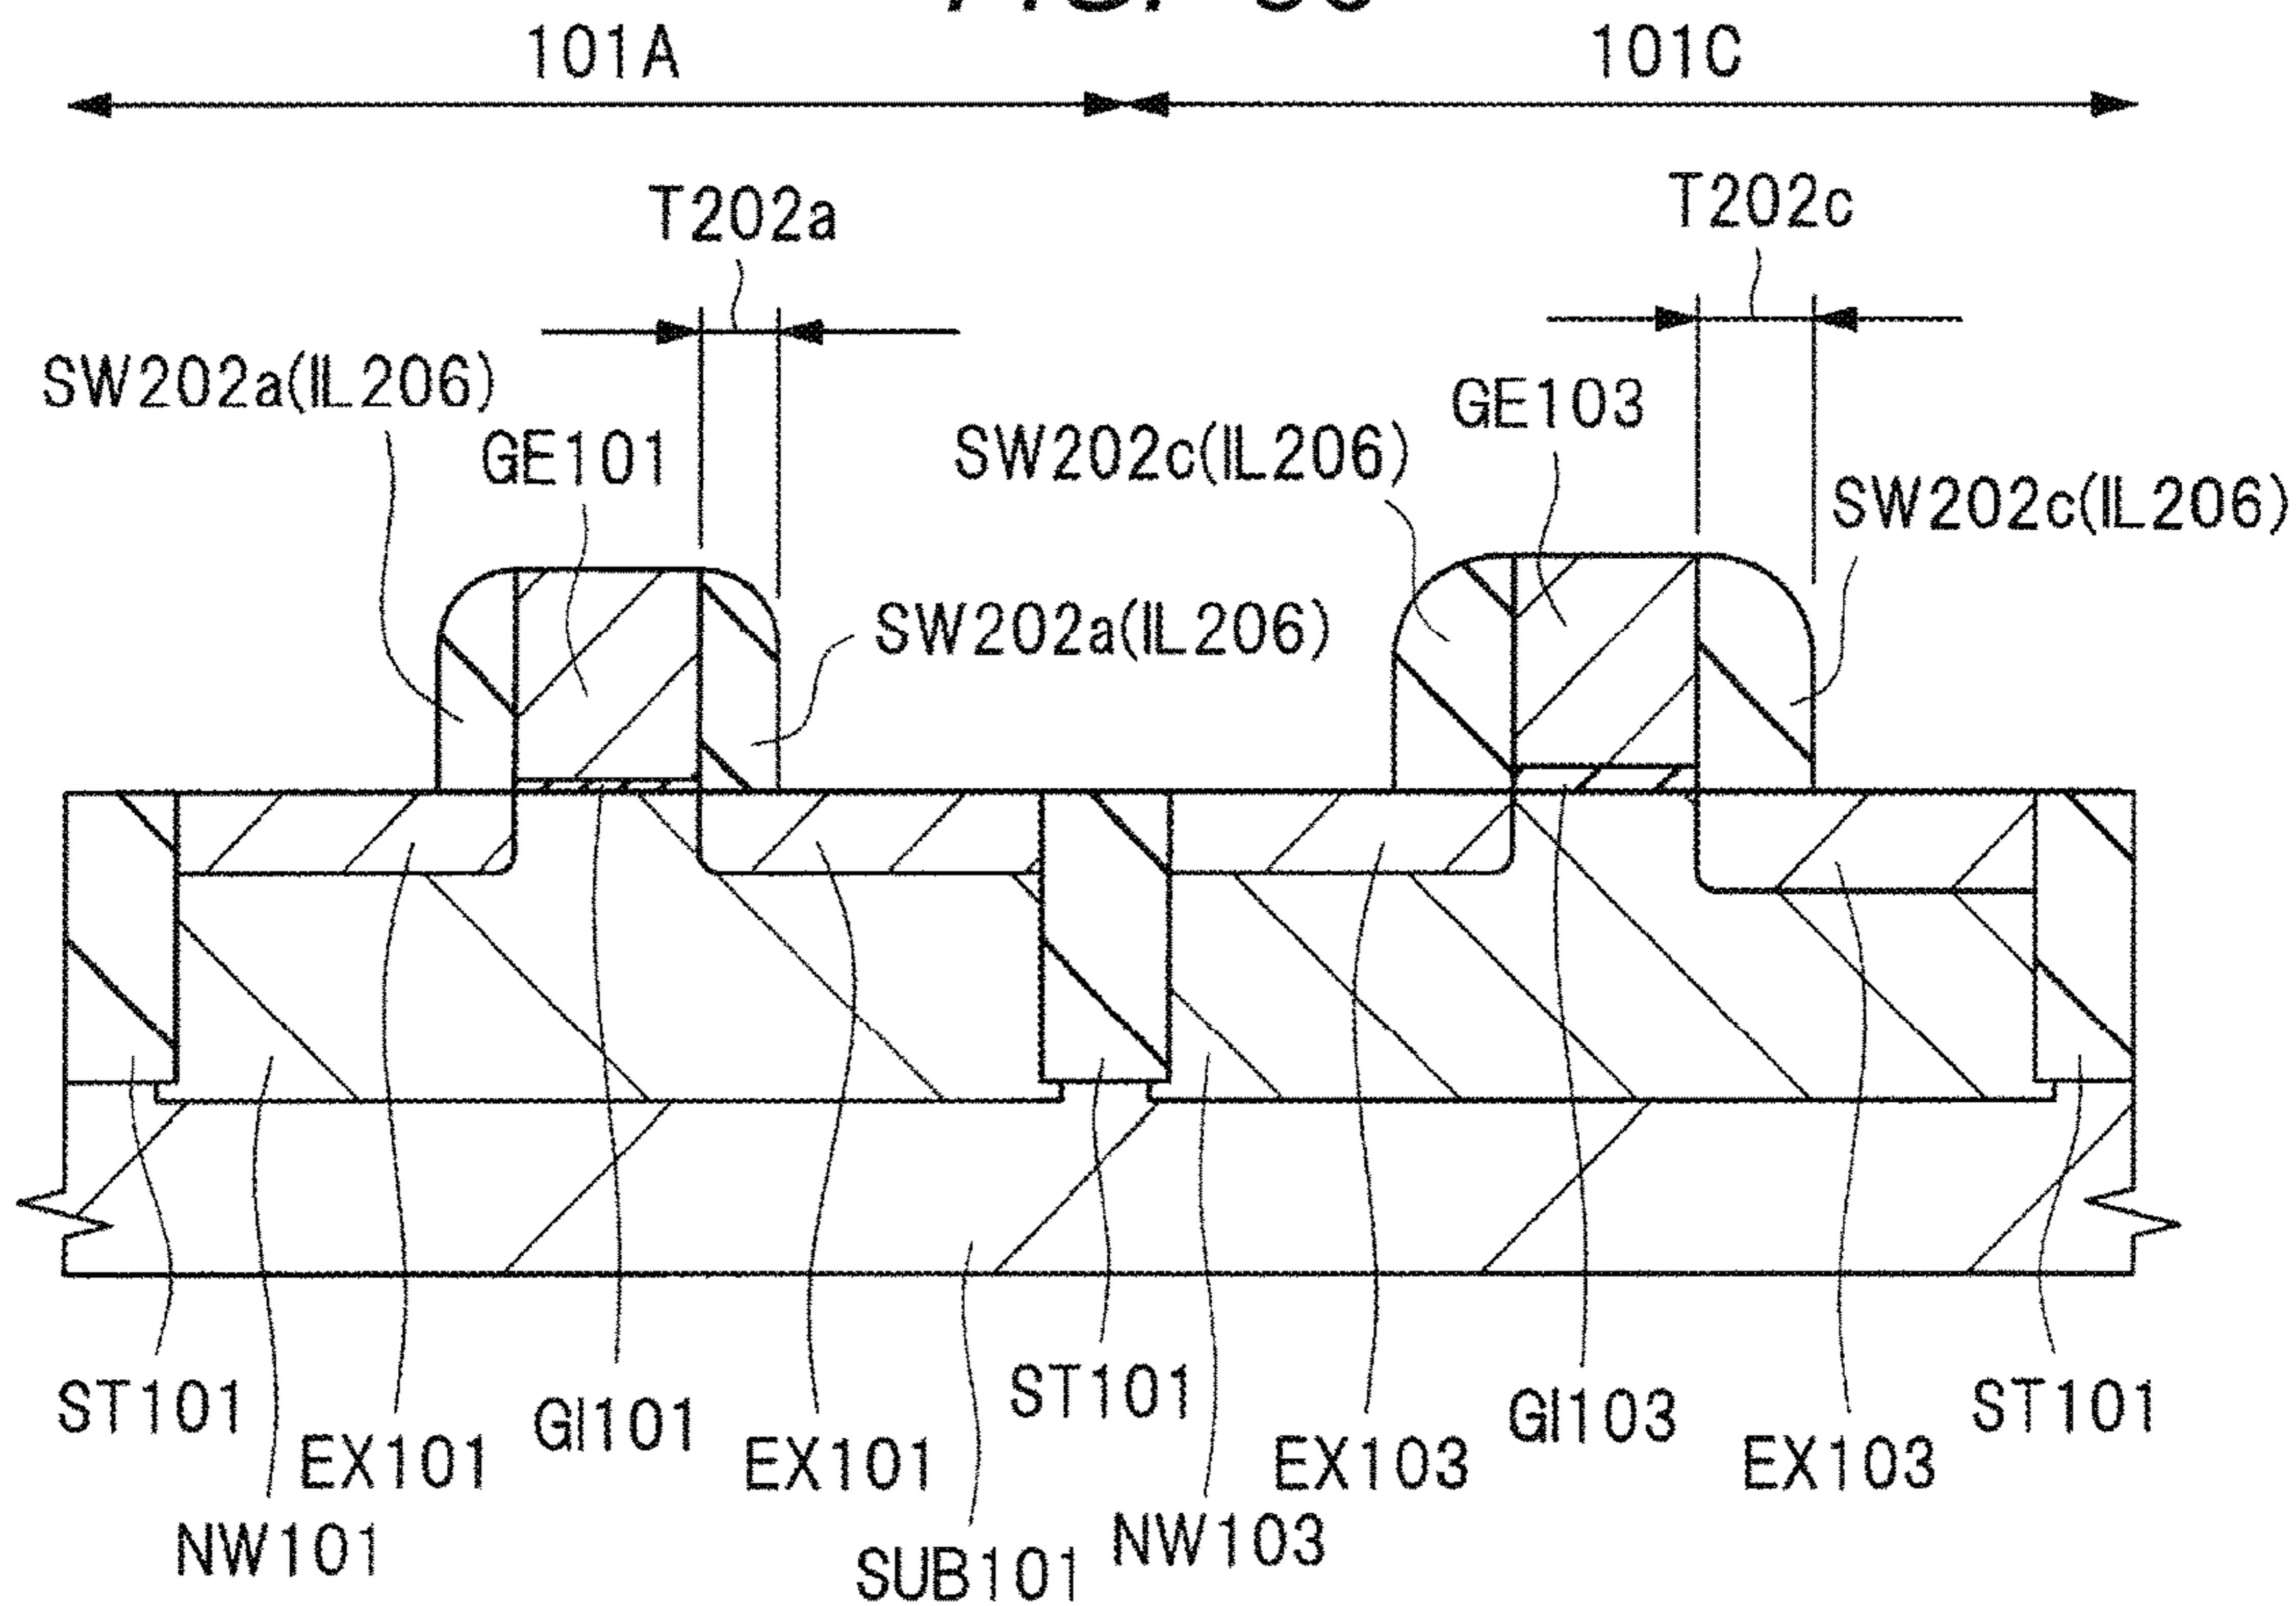 101A
101C
T202a
T202c
SW202a(IL206)
GE101
GE103
SW202c(IL206)
SW202c(IL206)
SW202a(IL206)
ST101
EX101
GI101
EX101
ST101
EX103
GI103
EX103
ST101
NW101
SUB101
NW103